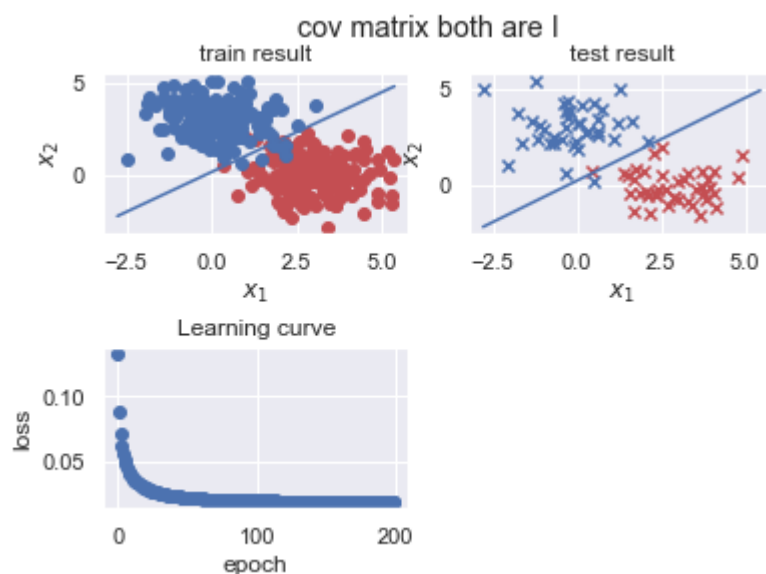 cov matrix both are I
train result
5
0
x₂
−2.5 0.0 2.5 5.0
x₁
test result
5
0
x₂
−2.5 0.0 2.5 5.0
x₁
Learning curve
0.10
0.05
loss
0 100 200
epoch